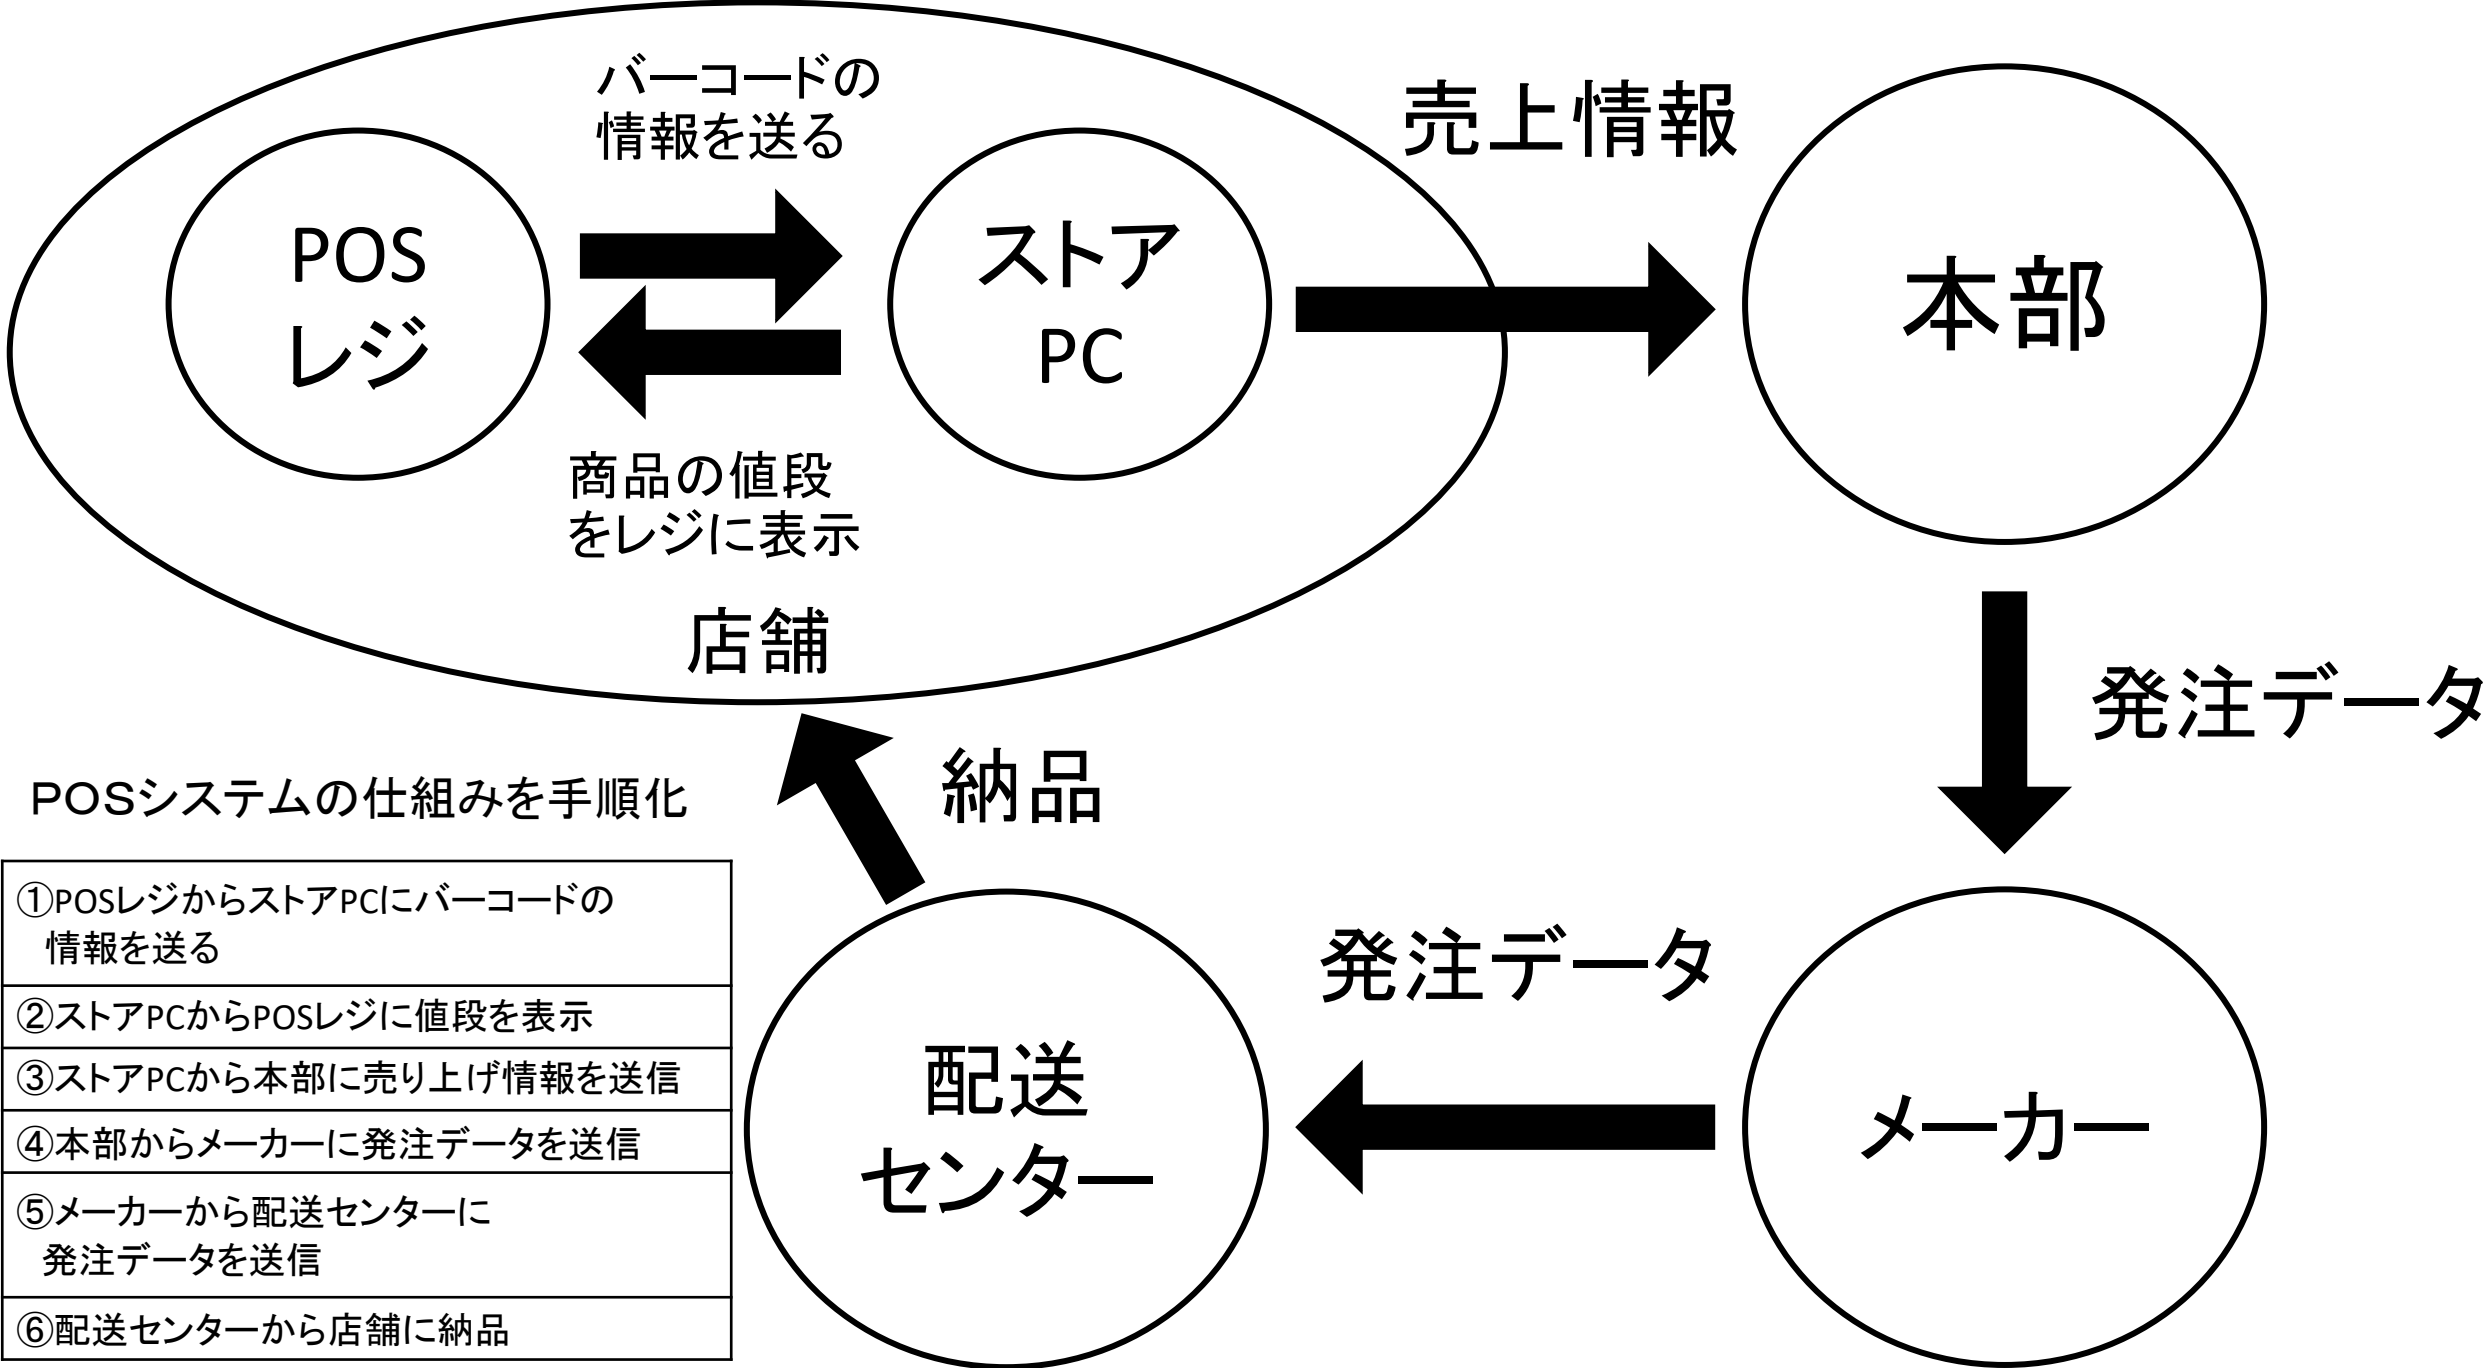 バーコードの
情報を送る
POS
レジ
ストア
PC
商品の値段
をレジに表示
店舗
売上情報
本部
発注データ
メーカー
発注データ
配送
センター
納品
ＰＯＳシステムの仕組みを手順化
①POSレジからストアPCにバーコードの
情報を送る
②ストアPCからPOSレジに値段を表示
③ストアPCから本部に売り上げ情報を送信
④本部からメーカーに発注データを送信
⑤メーカーから配送センターに
発注データを送信
⑥配送センターから店舗に納品